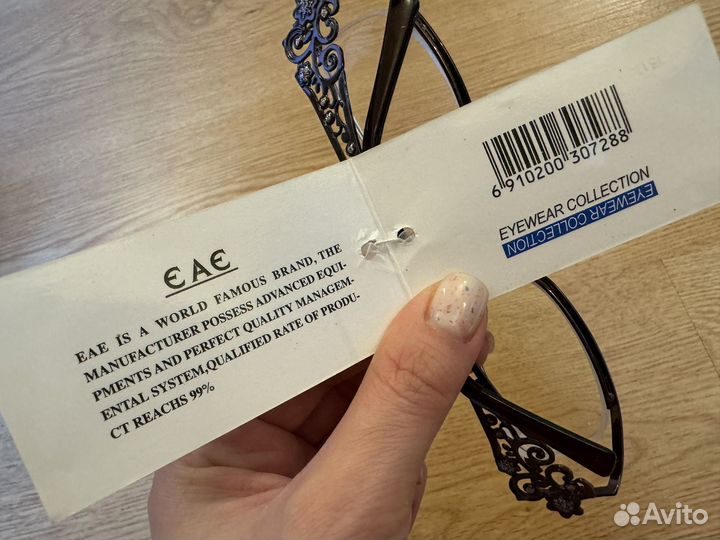 EAE
EAE IS A WORLD FAMOUS BRAND, THE
MANUFACTURER POSSESS ADVANCED EQUI-
PMENTS AND PERFECT QUALITY MANAGEM-
ENTAL SYSTEM,QUALIFIED RATE OF PRODU-
CT REACHS 99%
6 910200 307288
EYEWEAR COLLECTION
EYEWEAR COLLECTION
Avito